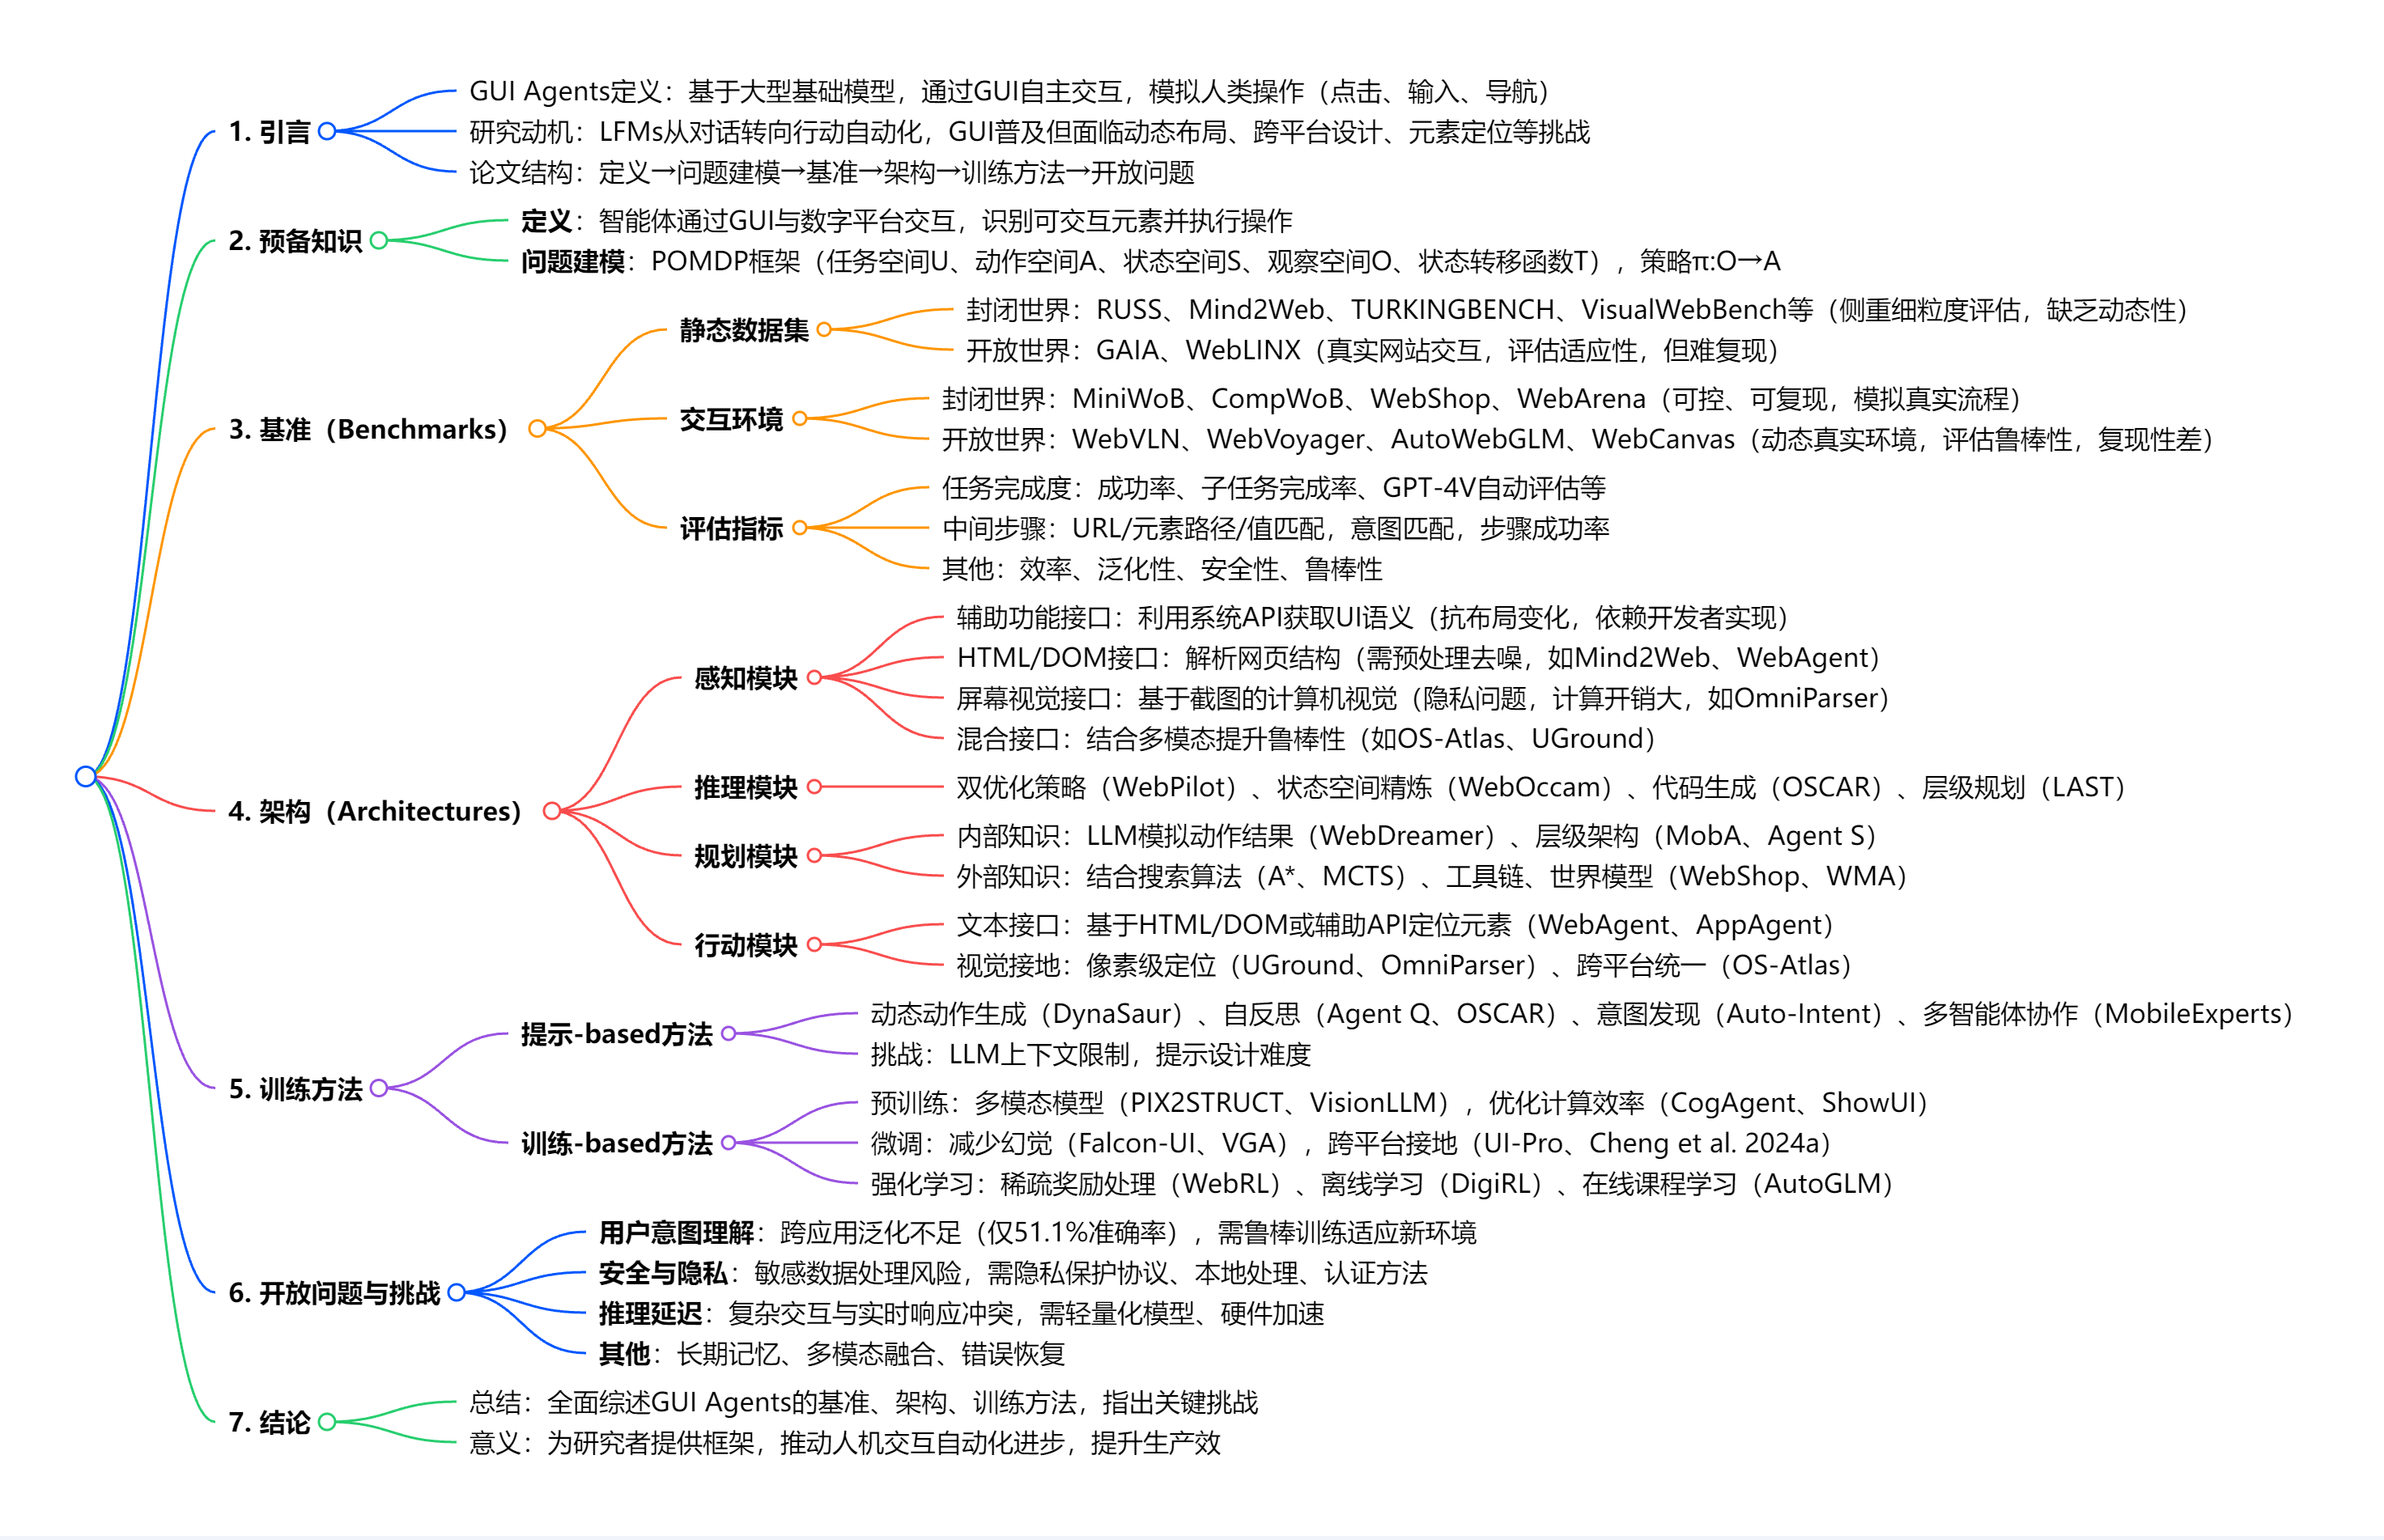 1. 引言
GUI Agents定义：基于大型基础模型，通过GUI自主交互，模拟人类操作（点击、输入、导航）
研究动机：LFMs从对话转向行动自动化，GUI普及但面临动态布局、跨平台设计、元素定位等挑战
论文结构：定义→问题建模→基准→架构→训练方法→开放问题
2. 预备知识
定义：智能体通过GUI与数字平台交互，识别可交互元素并执行操作
问题建模：POMDP框架（任务空间U、动作空间A、状态空间S、观察空间O、状态转移函数T），策略π:O→A
3. 基准（Benchmarks）
静态数据集
封闭世界：RUSS、Mind2Web、TURKINGBENCH、VisualWebBench等（侧重细粒度评估，缺乏动态性）
开放世界：GAIA、WebLINX（真实网站交互，评估适应性，但难复现）
交互环境
封闭世界：MiniWoB、CompWoB、WebShop、WebArena（可控、可复现，模拟真实流程）
开放世界：WebVLN、WebVoyager、AutoWebGLM、WebCanvas（动态真实环境，评估鲁棒性，复现性差）
评估指标
任务完成度：成功率、子任务完成率、GPT-4V自动评估等
中间步骤：URL/元素路径/值匹配，意图匹配，步骤成功率
其他：效率、泛化性、安全性、鲁棒性
4. 架构（Architectures）
感知模块
辅助功能接口：利用系统API获取UI语义（抗布局变化，依赖开发者实现）
HTML/DOM接口：解析网页结构（需预处理去噪，如Mind2Web、WebAgent）
屏幕视觉接口：基于截图的计算机视觉（隐私问题，计算开销大，如OmniParser）
混合接口：结合多模态提升鲁棒性（如OS-Atlas、UGround）
推理模块
双优化策略（WebPilot）、状态空间精炼（WebOccam）、代码生成（OSCAR）、层级规划（LAST）
规划模块
内部知识：LLM模拟动作结果（WebDreamer）、层级架构（MobA、Agent S）
外部知识：结合搜索算法（A*、MCTS）、工具链、世界模型（WebShop、WMA）
行动模块
文本接口：基于HTML/DOM或辅助API定位元素（WebAgent、AppAgent）
视觉接地：像素级定位（UGround、OmniParser）、跨平台统一（OS-Atlas）
5. 训练方法
提示-based方法
动态动作生成（DynaSaur）、自反思（Agent Q、OSCAR）、意图发现（Auto-Intent）、多智能体协作（MobileExperts）
挑战：LLM上下文限制，提示设计难度
训练-based方法
预训练：多模态模型（PIX2STRUCT、VisionLLM），优化计算效率（CogAgent、ShowUI）
微调：减少幻觉（Falcon-UI、VGA），跨平台接地（UI-Pro、Cheng et al. 2024a）
强化学习：稀疏奖励处理（WebRL）、离线学习（DigiRL）、在线课程学习（AutoGLM）
6. 开放问题与挑战
用户意图理解：跨应用泛化不足（仅51.1%准确率），需鲁棒训练适应新环境
安全与隐私：敏感数据处理风险，需隐私保护协议、本地处理、认证方法
推理延迟：复杂交互与实时响应冲突，需轻量化模型、硬件加速
其他：长期记忆、多模态融合、错误恢复
7. 结论
总结：全面综述GUI Agents的基准、架构、训练方法，指出关键挑战
意义：为研究者提供框架，推动人机交互自动化进步，提升生产效